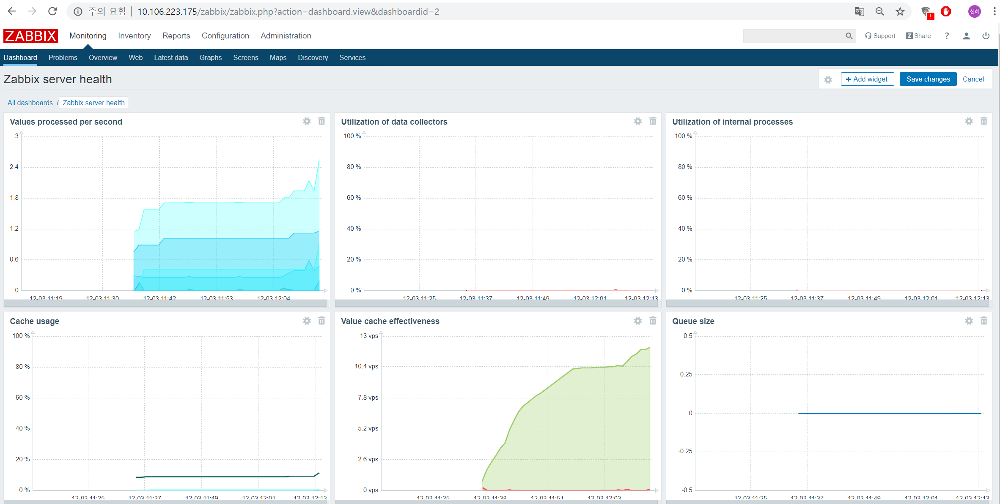 주의 요함 | 10.106.223.175/zabbix/zabbix.php?action=dashboard.view&dashboardid=2
신혜
ZABBIX Monitoring Inventory Reports Configuration Administration Support Z Share ?
Dashboard Problems Overview Web Latest data Graphs Screens Maps Discovery Services
Zabbix server health
+ Add widget Save changes Cancel
All dashboards / Zabbix server health
Values processed per second
3
2.4
1.8
1.2
0.6
0
12-03 11:19 12-03 11:30 12-03 11:42 12-03 11:53 12-03 12:04
Utilization of data collectors
100 %
80 %
60 %
40 %
20 %
0 %
12-03 11:25 12-03 11:37 12-03 11:49 12-03 12:01 12-03 12:13
Utilization of internal processes
100 %
80 %
60 %
40 %
20 %
0 %
12-03 11:25 12-03 11:37 12-03 11:49 12-03 12:01 12-03 12:13
Cache usage
100 %
80 %
60 %
40 %
20 %
0 %
12-03 11:25 12-03 11:37 12-03 11:49 12-03 12:01 12-03 12:13
Value cache effectiveness
13 vps
10.4 vps
7.8 vps
5.2 vps
2.6 vps
0 vps
12-03 11:25 12-03 11:38 12-03 11:51 12-03 12:03
Queue size
0.5
0.25
0
-0.25
-0.5
12-03 11:25 12-03 11:37 12-03 11:49 12-03 12:01 12-03 12:13